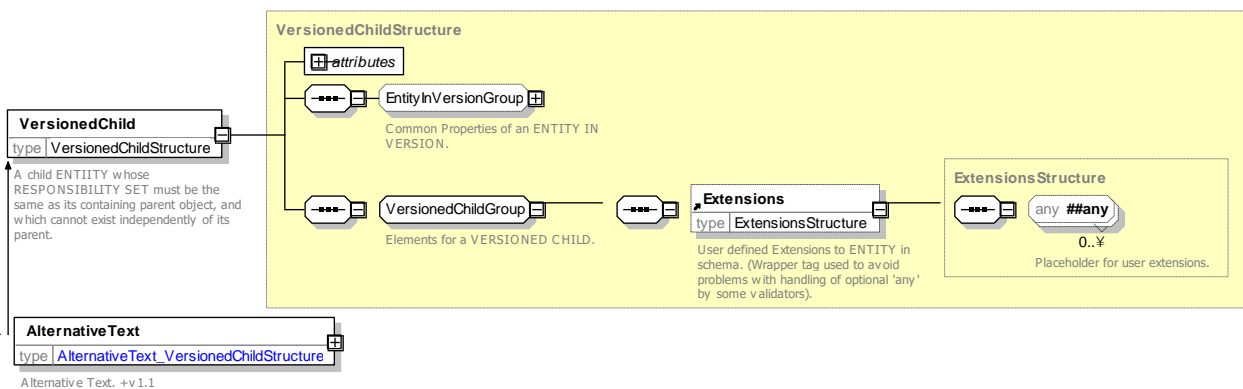 VersionedChildStructure
attributes
EntityInVersionGroup
Common Properties of an ENTITY IN
VERSION.
VersionedChild
type VersionedChildStructure
A child ENTIITY whose
RESPONSIBILITY SET must be the
same as its containing parent object, and
which cannot exist independently of its
parent.
VersionedChildGroup
Elements for a VERSIONED CHILD.
Extensions
type ExtensionsStructure
User defined Extensions to ENTITY in
schema. (Wrapper tag used to avoid
problems with handling of optional 'any'
by some validators).
ExtensionsStructure
any ##any
0..¥
Placeholder for user extensions.
AlternativeText
type AlternativeText_VersionedChildStructure
Alternative Text. +v1.1